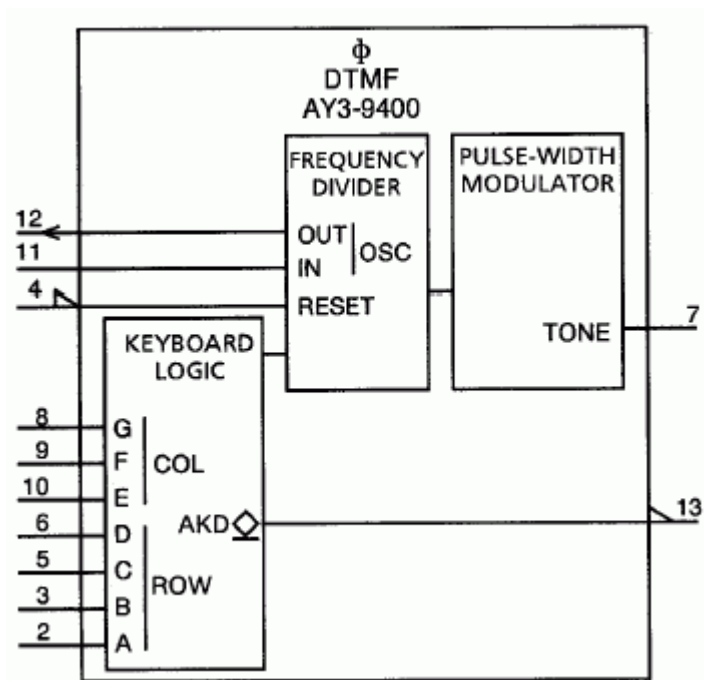 ϕ
DTMF
AY3-9400
FREQUENCY
DIVIDER
PULSE-WIDTH
MODULATOR
12
OUT
11
IN
OSC
4
RESET
TONE
7
KEYBOARD
LOGIC
8
G
9
F
COL
10
E
6
D
AKD
13
5
C
ROW
3
B
2
A